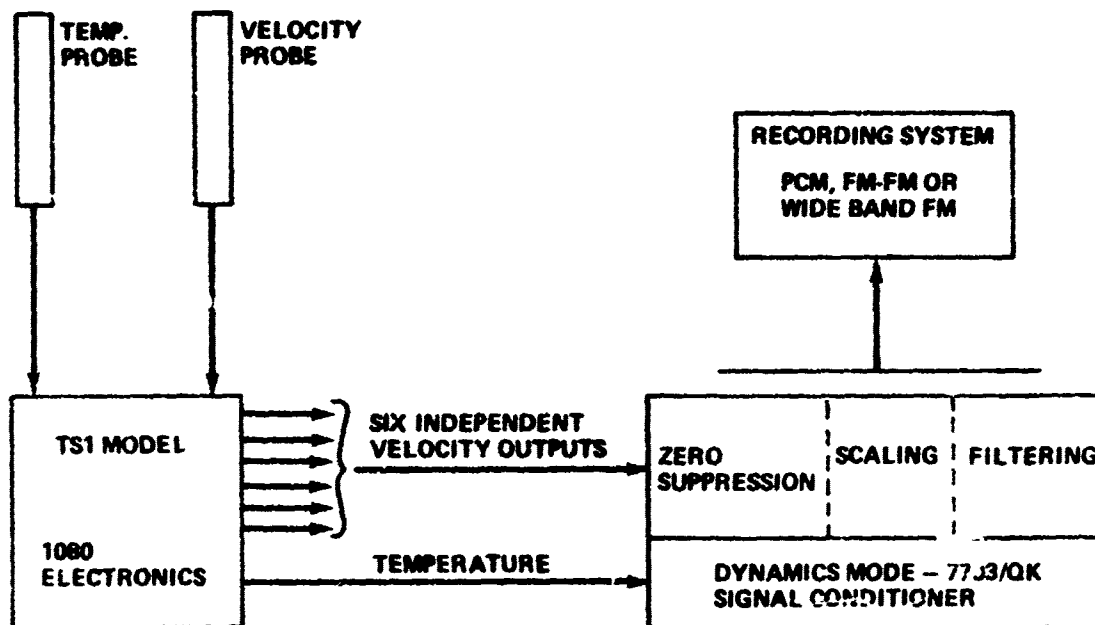 TEMP.
PROBE
VELOCITY
PROBE
RECORDING SYSTEM
PCM, FM-FM OR
WIDE BAND FM
TS1 MODEL
1080
ELECTRONICS
SIX INDEPENDENT
VELOCITY OUTPUTS
TEMPERATURE
ZERO
SUPPRESSION
SCALING
FILTERING
DYNAMICS MODE –
SIGNAL CONDITIONER